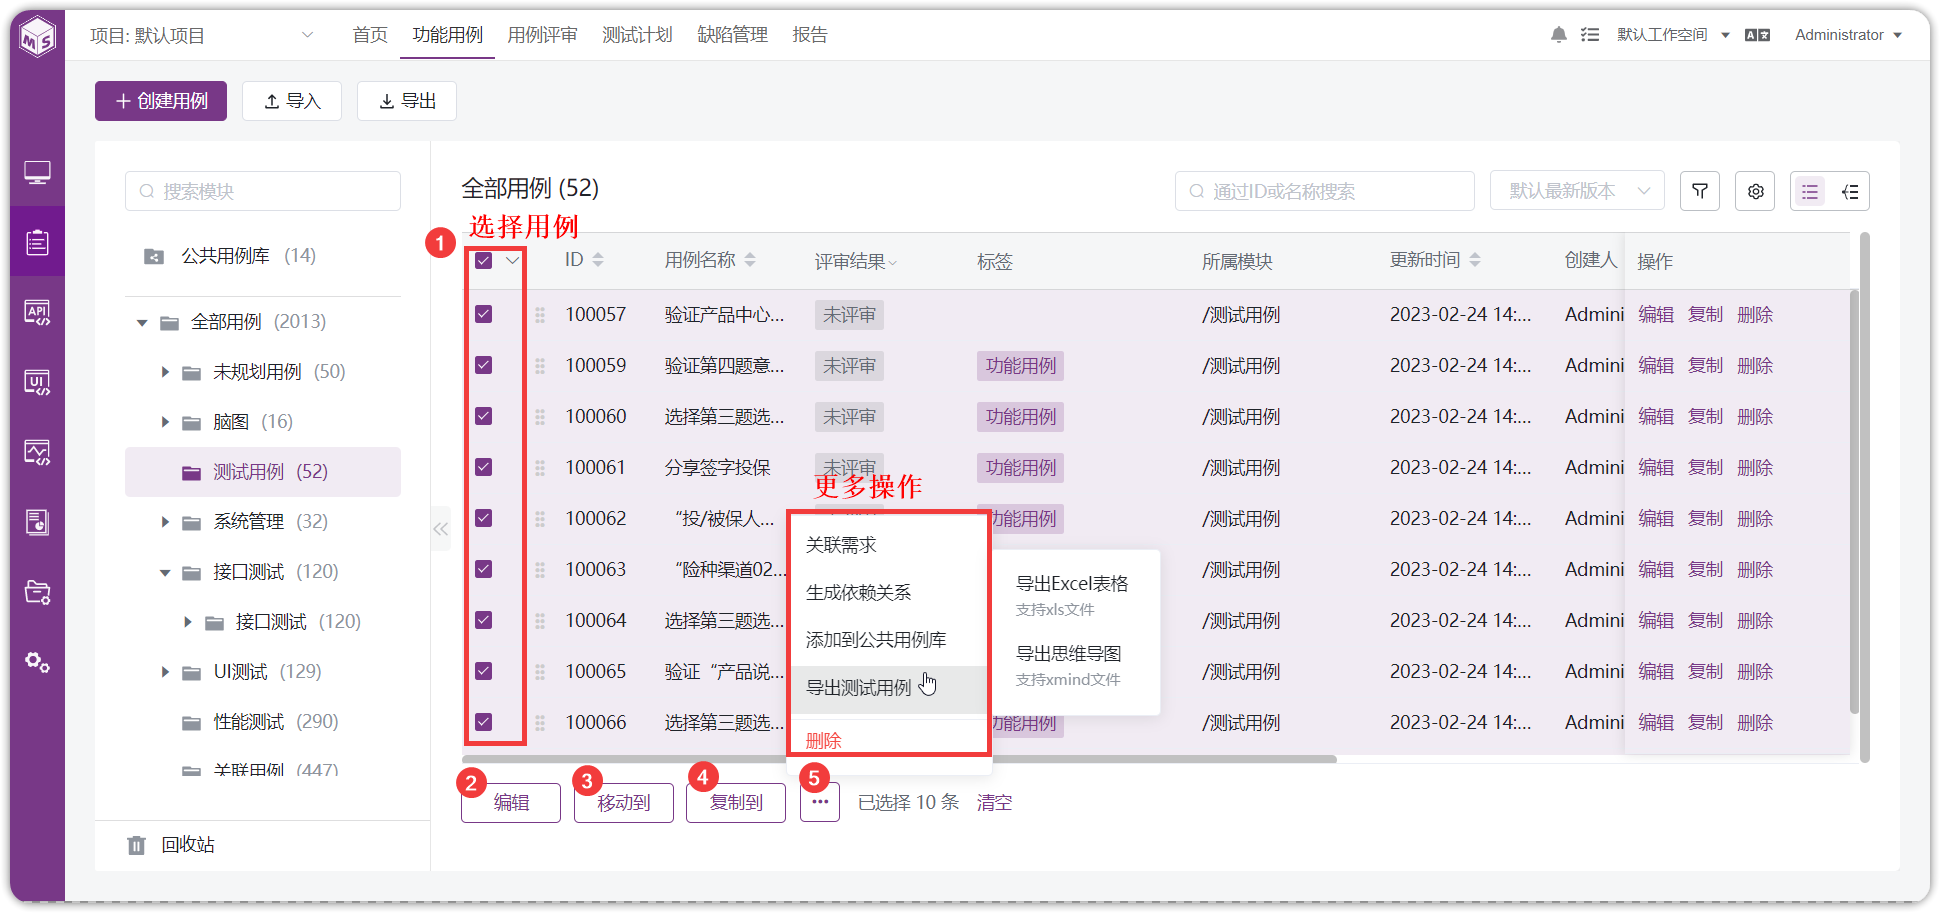 MS
项目: 默认项目
首页 功能用例 用例评审 测试计划 缺陷管理 报告
默认工作空间
Administrator
创建用例 导入 导出
搜索模块
公共用例库 (14)
全部用例 (2013)
未规划用例 (50)
脑图 (16)
测试用例 (52)
系统管理 (32)
接口测试 (120)
接口测试 (120)
UI测试 (129)
性能测试 (290)
关联用例 (447)
回收站
API
UI
全部用例 (52)
通过ID或名称搜索
默认最新版本
选择用例
1
ID 用例名称 评审结果 标签 所属模块 更新时间 创建人 操作
100057 验证产品中心... 未评审 /测试用例 2023-02-24 14:... Admini 编辑 复制 删除
100059 验证第四题意... 未评审 功能用例 /测试用例 2023-02-24 14:... Admini 编辑 复制 删除
100060 选择第三题选... 未评审 功能用例 /测试用例 2023-02-24 14:... Admini 编辑 复制 删除
100061 分享签字投保 未评审 功能用例 /测试用例 2023-02-24 14:... Admini 编辑 复制 删除
更多操作
100062 “投/被保人... 功能用例 /测试用例 2023-02-24 14:... Admini 编辑 复制 删除
100063 “险种渠道02... /测试用例 2023-02-24 14:... Admini 编辑 复制 删除
100064 选择第三题选... /测试用例 2023-02-24 14:... Admini 编辑 复制 删除
100065 验证“产品说... /测试用例 2023-02-24 14:... Admini 编辑 复制 删除
100066 选择第三题选... 功能用例 /测试用例 2023-02-24 14:... Admini 编辑 复制 删除
关联需求
生成依赖关系
添加到公共用例库
导出测试用例
删除
导出Excel表格
支持xls文件
导出思维导图
支持xmind文件
2 3 4 5
编辑 移动到 复制到 ··· 已选择 10 条 清空